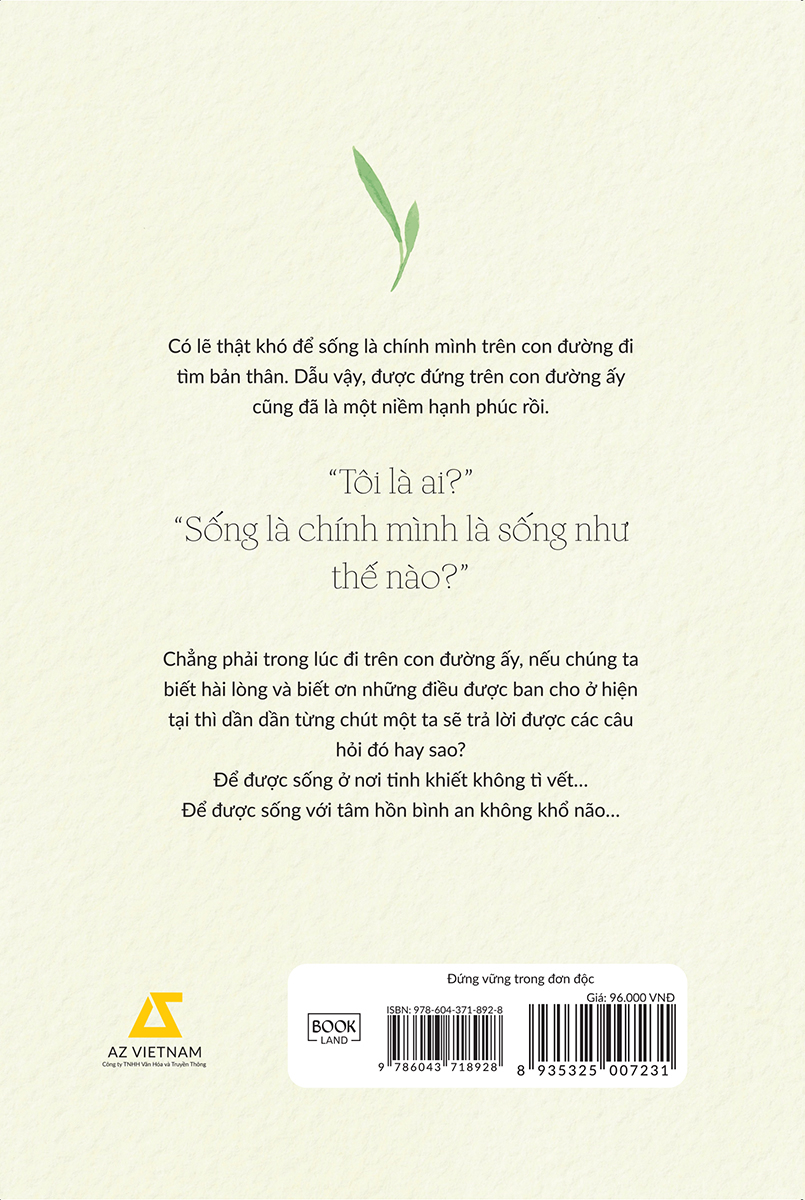 Có lẽ thật khó để sống là chính mình trên con đường đi
tìm bản thân. Dẫu vậy, được đứng trên con đường ấy
cũng đã là một niềm hạnh phúc rồi.
“Tôi là ai?”
“Sống là chính mình là sống như
thế nào?”
Chẳng phải trong lúc đi trên con đường ấy, nếu chúng ta
biết hài lòng và biết ơn những điều được ban cho ở hiện
tại thì dần dần từng chút một ta sẽ trả lời được các câu
hỏi đó hay sao?
Để được sống ở nơi tinh khiết không tì vết...
Để được sống với tâm hồn bình an không khổ não...
AZ VIETNAM
Công ty TNHH Văn Hóa và Truyền Thông
Đứng vững trong đơn độc
Giá: 96.000 VNĐ
BOOK
LAND
ISBN: 978-604-371-892-8
9 786043 718928
8 935325 007231